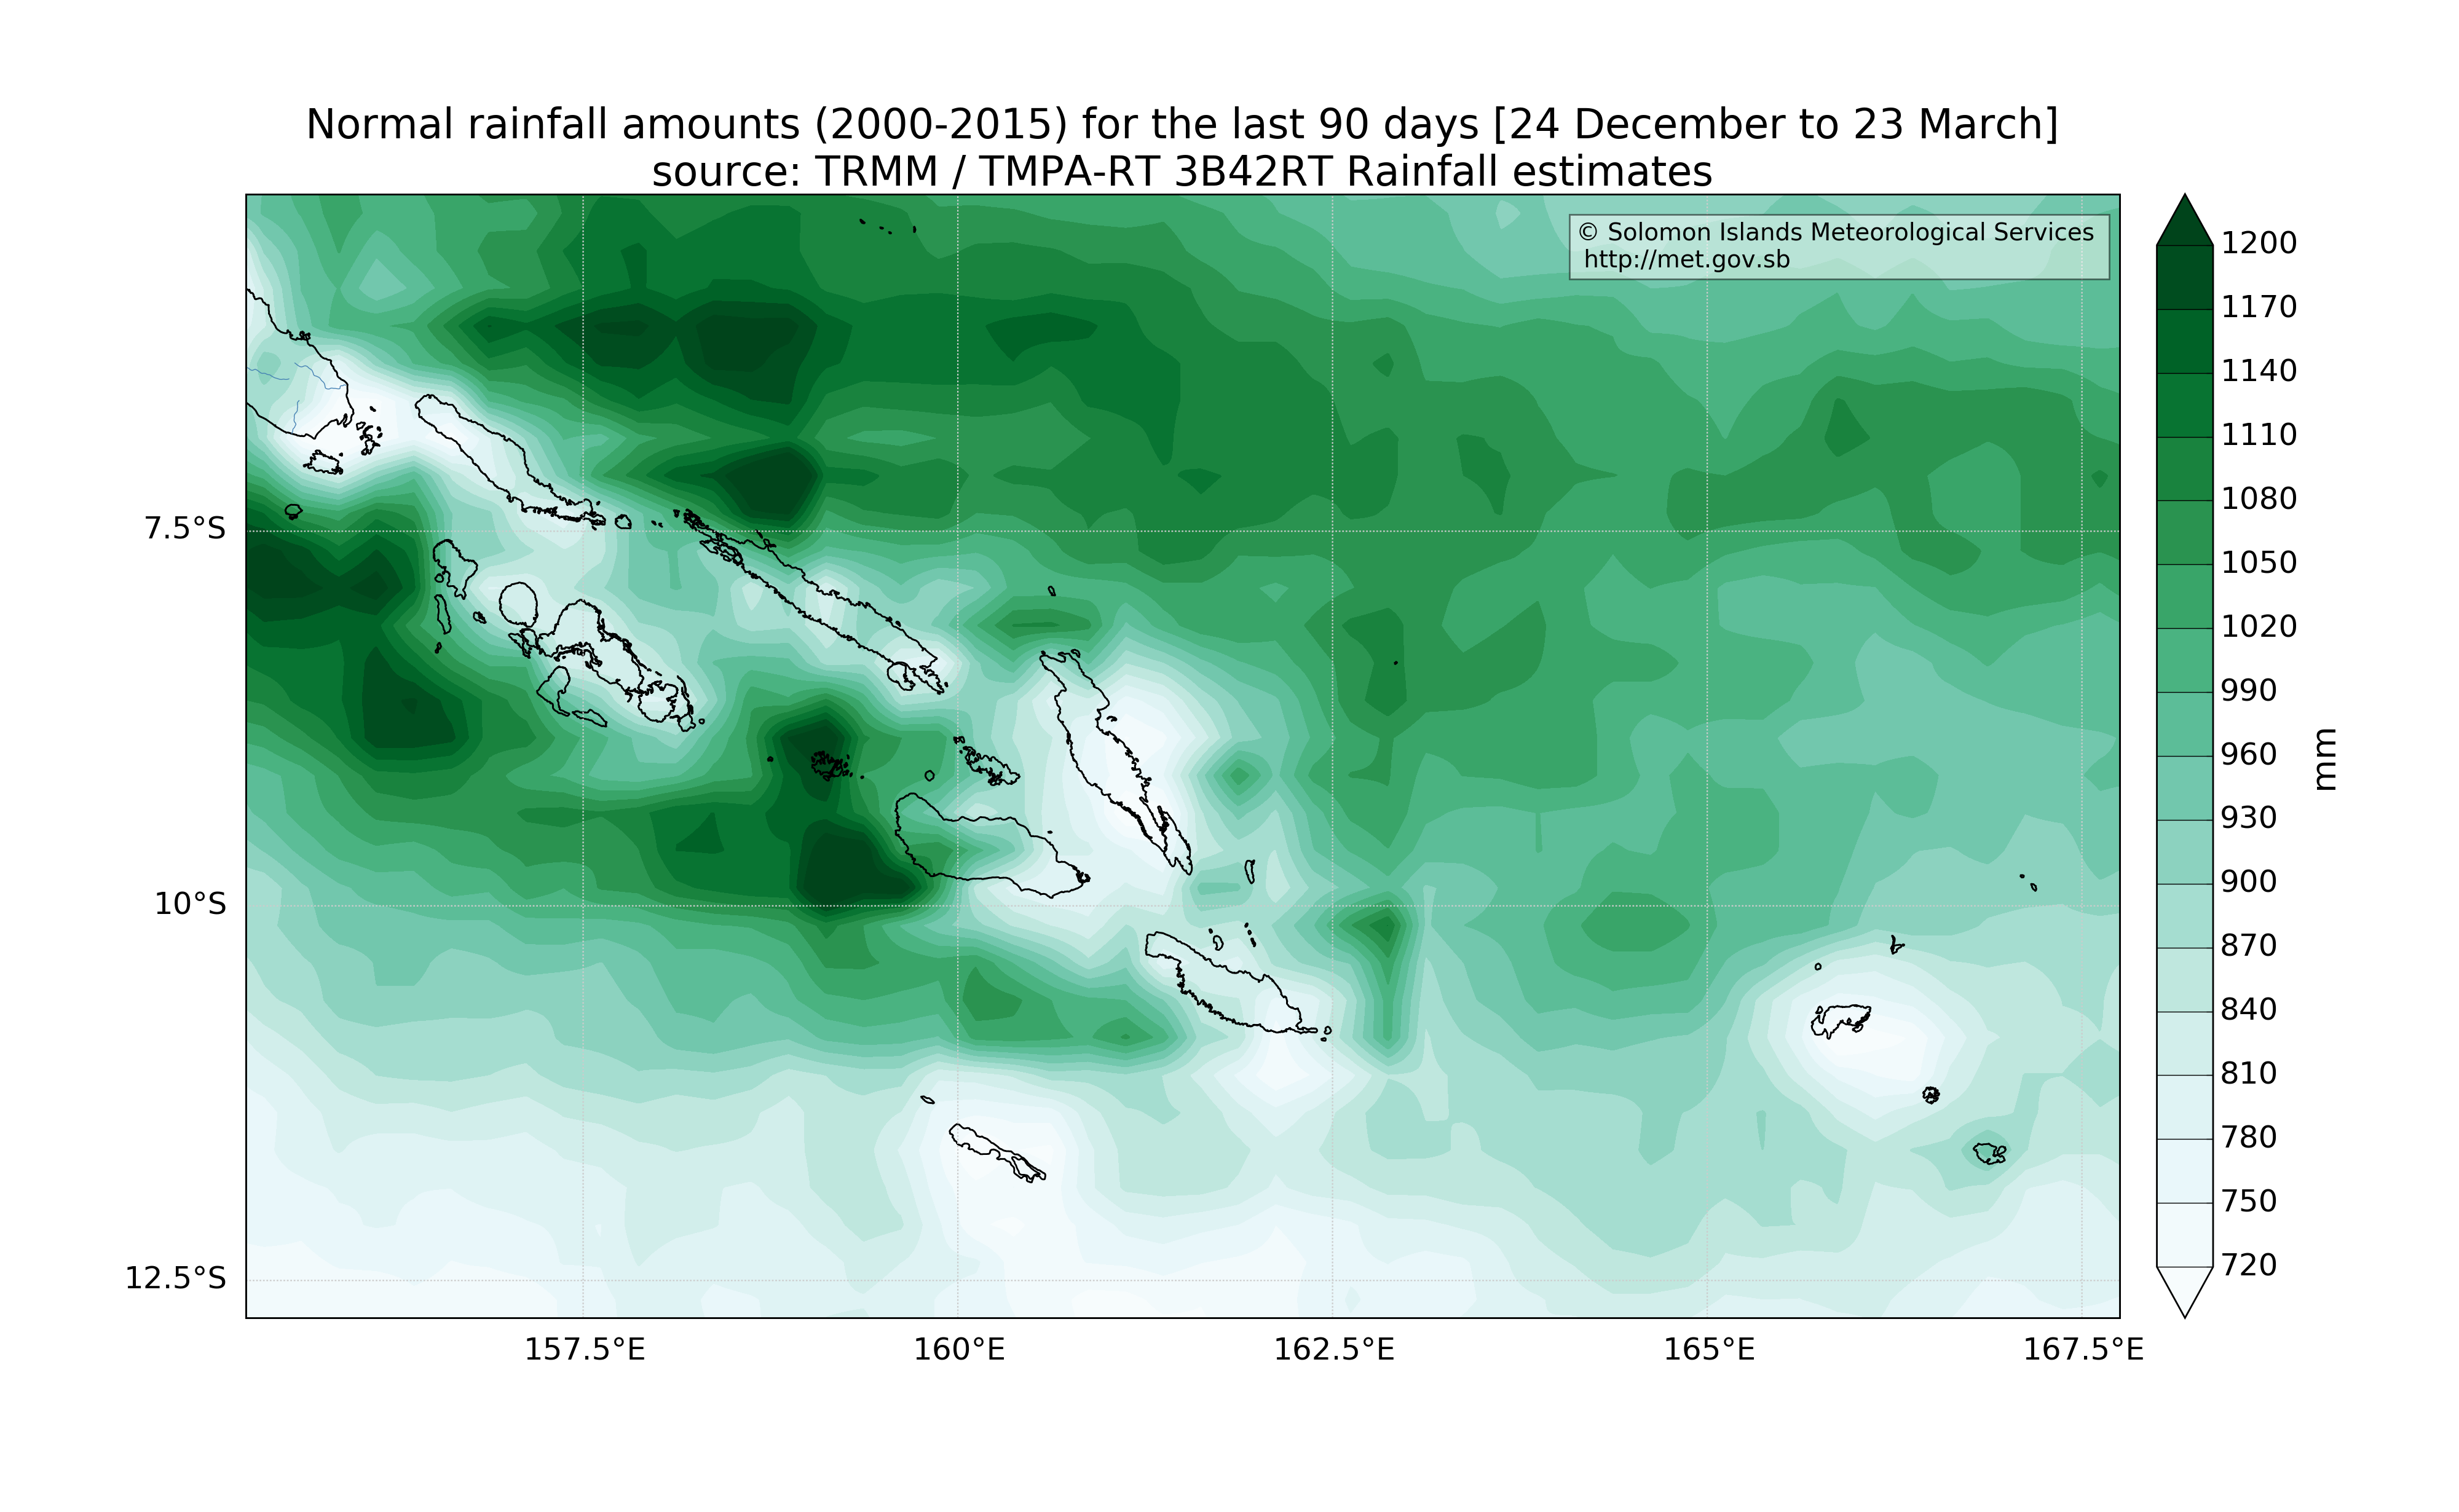 Normal rainfall amounts (2000-2015) for the last 90 days [24 December to 23 March]
source: TRMM / TMPA-RT 3B42RT Rainfall estimates
© Solomon Islands Meteorological Services
http://met.gov.sb
7.5°S
10°S
12.5°S
157.5°E
160°E
162.5°E
165°E
167.5°E
1200
1170
1140
1110
1080
1050
1020
990
960
930
900
870
840
810
780
750
720
mm